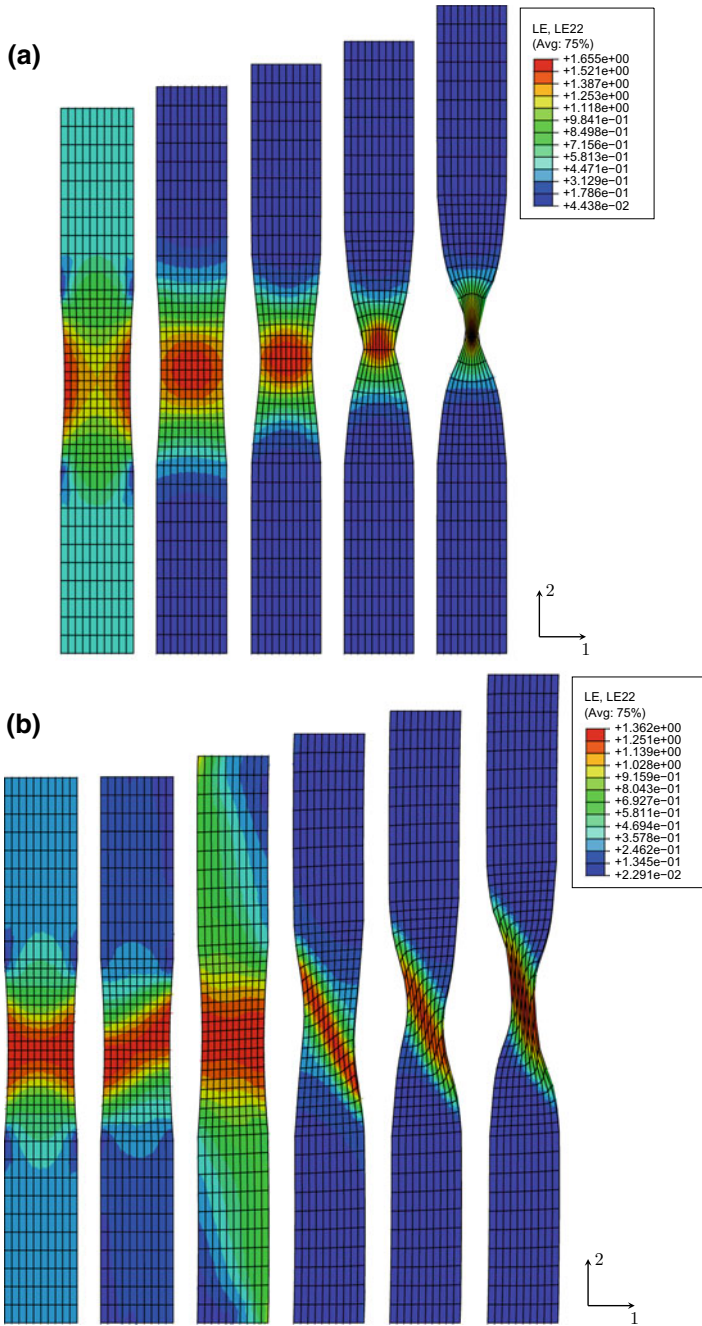 (a)
LE, LE22
(Avg: 75%)
+1.655e+00
+1.521e+00
+1.387e+00
+1.253e+00
+1.118e+00
+9.841e−01
+8.498e−01
+7.156e−01
+5.813e−01
+4.471e−01
+3.129e−01
+1.786e−01
+4.438e−02
2
1
(b)
LE, LE22
(Avg: 75%)
+1.362e+00
+1.251e+00
+1.139e+00
+1.028e+00
+9.159e−01
+8.043e−01
+6.927e−01
+5.811e−01
+4.694e−01
+3.578e−01
+2.462e−01
+1.345e−01
+2.291e−02
2
1